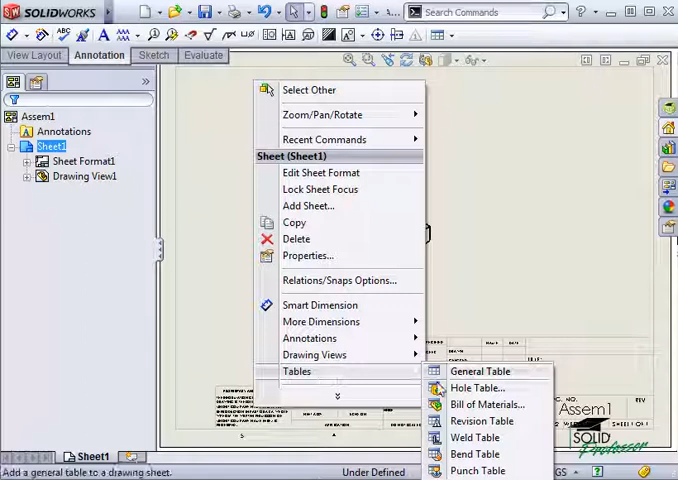 SOLIDWORKS
Search Commands
View Layout
Annotation
Sketch
Evaluate
Assem1
Annotations
Sheet1
Sheet Format1
Drawing View1
Select Other
Zoom/Pan/Rotate
Recent Commands
Sheet (Sheet1)
Edit Sheet Format
Lock Sheet Focus
Add Sheet...
Copy
Delete
Properties...
Relations/Snaps Options...
Smart Dimension
More Dimensions
Annotations
Drawing Views
Tables
General Table
Hole Table...
Bill of Materials...
Revision Table
Weld Table
Bend Table
Punch Table
Assem1
SOLID
Professor
Sheet1
Add a general table to a drawing sheet.
Under Defined
GS